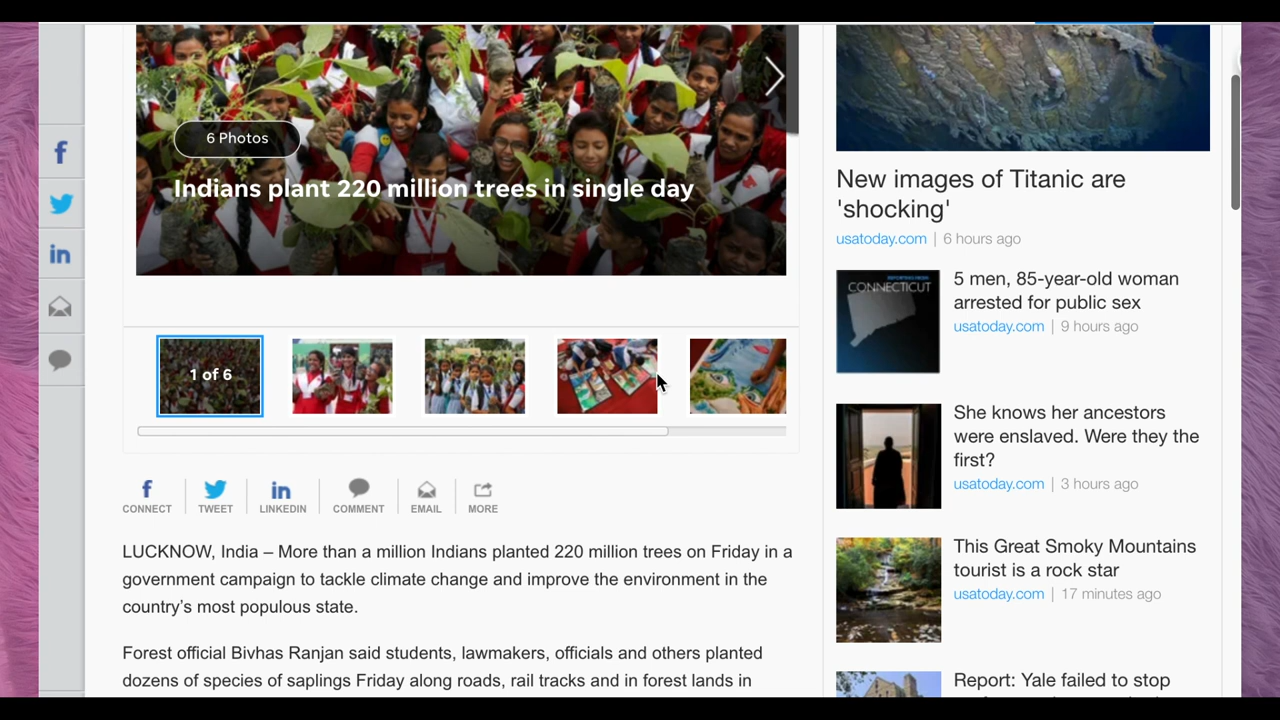 6 Photos
Indians plant 220 million trees in single day
1 of 6
CONNECT
TWEET
LINKEDIN
COMMENT
EMAIL
MORE
LUCKNOW, India – More than a million Indians planted 220 million trees on Friday in a
government campaign to tackle climate change and improve the environment in the
country's most populous state.
Forest official Bivhas Ranjan said students, lawmakers, officials and others planted
dozens of species of saplings Friday along roads, rail tracks and in forest lands in
New images of Titanic are
'shocking'
usatoday.com | 6 hours ago
CONNECTICUT
5 men, 85-year-old woman
arrested for public sex
usatoday.com | 9 hours ago
She knows her ancestors
were enslaved. Were they the
first?
usatoday.com | 3 hours ago
This Great Smoky Mountains
tourist is a rock star
usatoday.com | 17 minutes ago
Report: Yale failed to stop